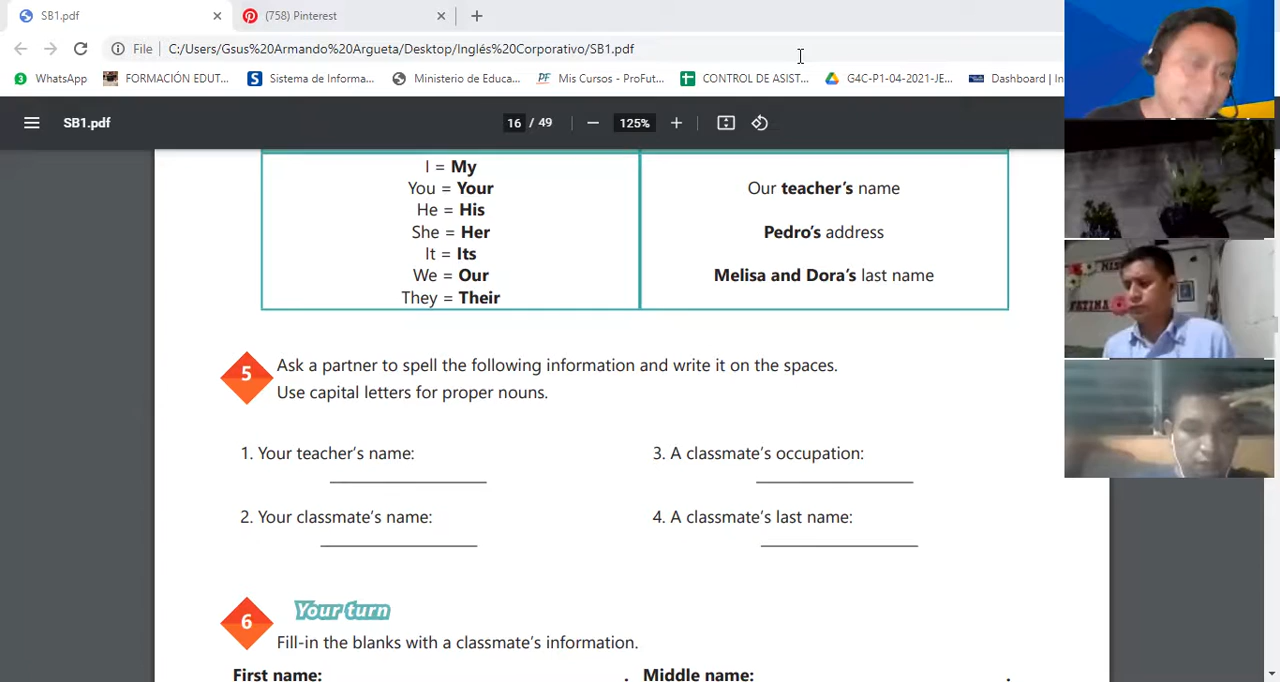 SB1.pdf
(758) Pinterest
File
C:/Users/Gsus%20Armando%20Argueta/Desktop/Inglés%20Corporativo/SB1.pdf
WhatsApp
FORMACIÓN EDUT...
Sistema de Informa...
Ministerio de Educa...
Mis Cursos - ProFut...
CONTROL DE ASIST...
G4C-P1-04-2021-JE...
Dashboard | In
SB1.pdf
16 / 49
125%
I = My
You = Your
He = His
She = Her
It = Its
We = Our
They = Their
Our teacher's name
Pedro's address
Melisa and Dora's last name
5
Ask a partner to spell the following information and write it on the spaces.
Use capital letters for proper nouns.
1. Your teacher's name:
2. Your classmate's name:
3. A classmate's occupation:
4. A classmate's last name:
6
Your turn
Fill-in the blanks with a classmate's information.
First name:
Middle name:
FATIMA